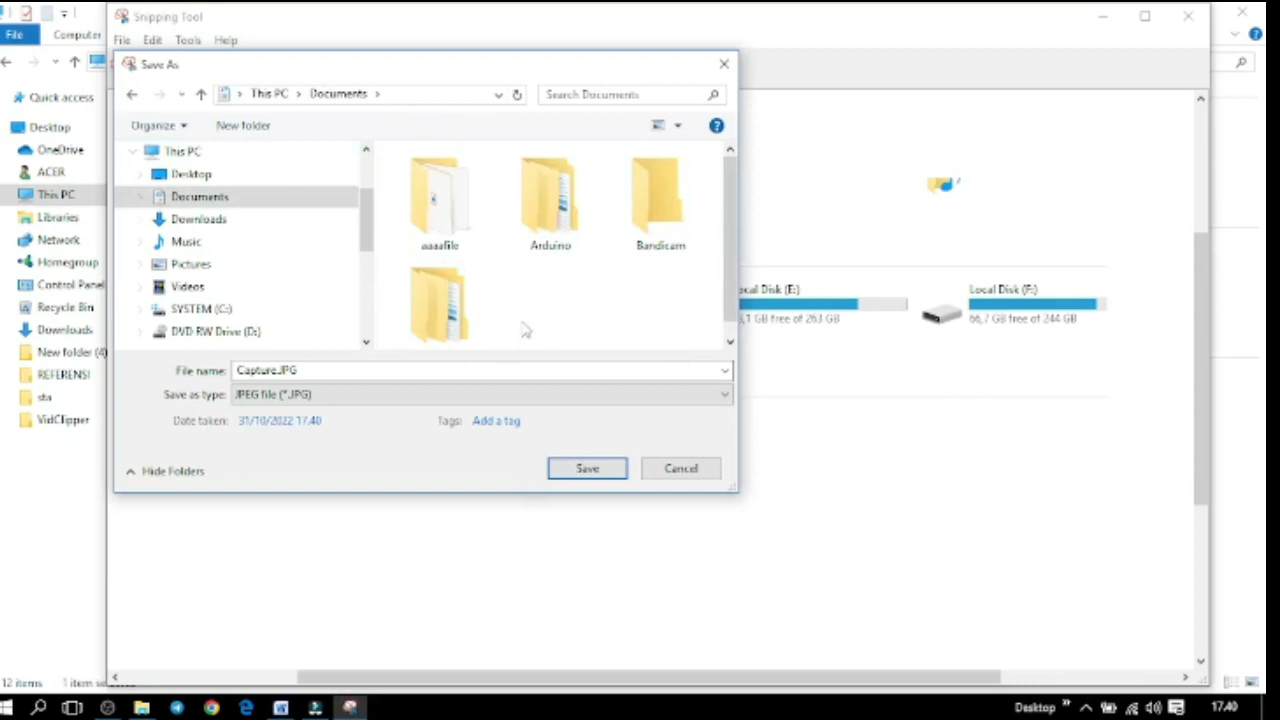 Snipping Tool
File Computer
File Edit Tools Help
Save As
This PC > Documents >
Search Documents
Organize
New folder
Quick access
Desktop
OneDrive
ACER
This PC
Libraries
Network
Homegroup
Control Panel
Recycle Bin
Downloads
New folder (4)
REFERENSI
sta
VidClipper
This PC
Desktop
Documents
Downloads
Music
Pictures
Videos
SYSTEM (C:)
DVD RW Drive (D:)
aaaafile
Arduino
Bandicam
File name: Capture.JPG
Save as type: JPEG file (*.JPG)
Date taken: 31/10/2022 17.40
Tags: Add a tag
Hide Folders
Save
Cancel
ocal Disk (E:)
,1 GB free of 263 GB
Local Disk (F:)
66,7 GB free of 244 GB
12 items 1 item se
Desktop
17.40